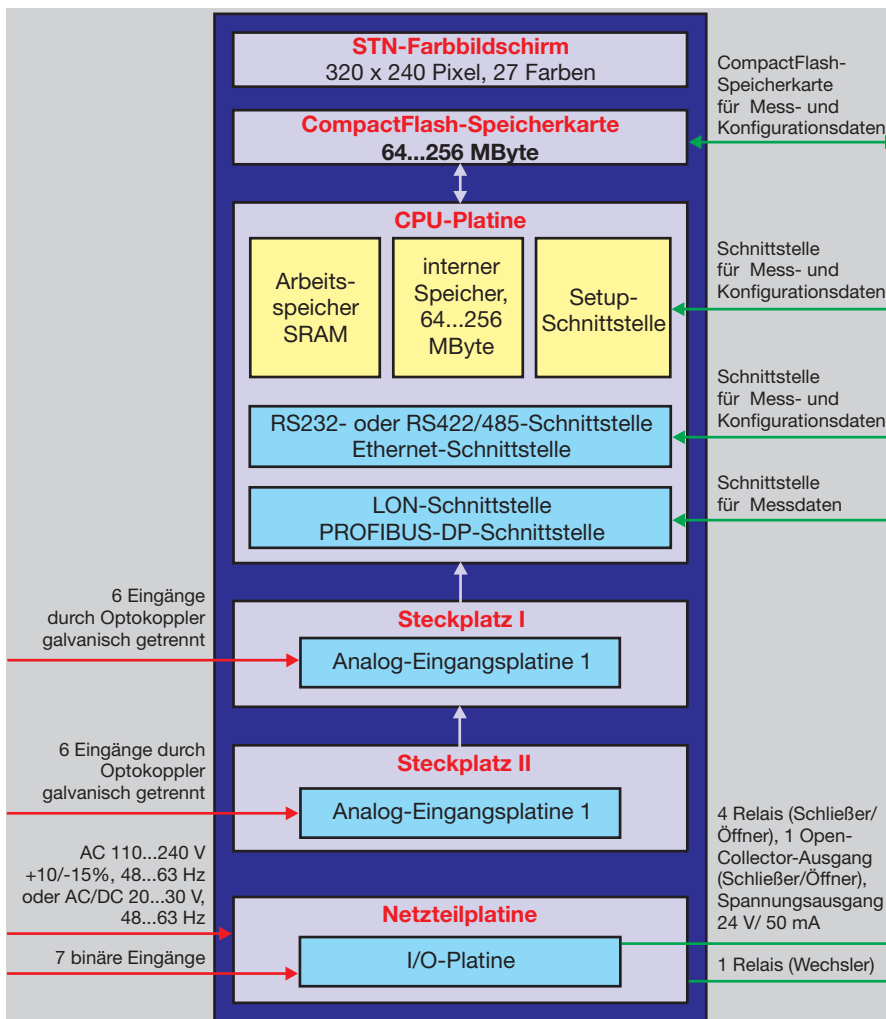 STN-Farbbildschirm
320 x 240 Pixel, 27 Farben
CompactFlash-Speicherkarte
64...256 MByte
CompactFlash-
Speicherkarte
für Mess- und
Konfigurationsdaten
CPU-Platine
Arbeits-
speicher
SRAM
interner
Speicher,
64...256
MByte
Setup-
Schnittstelle
Schnittstelle
für Mess- und
Konfigurationsdaten
RS232- oder RS422/485-Schnittstelle
Ethernet-Schnittstelle
Schnittstelle
für Mess- und
Konfigurationsdaten
LON-Schnittstelle
PROFIBUS-DP-Schnittstelle
Schnittstelle
für Messdaten
6 Eingänge
durch Optokoppler
galvanisch getrennt
Steckplatz I
Analog-Eingangsplatine 1
6 Eingänge durch
Optokoppler
galvanisch getrennt
Steckplatz II
Analog-Eingangsplatine 1
AC 110...240 V
+10/-15%, 48...63 Hz
oder AC/DC 20...30 V,
48...63 Hz
7 binäre Eingänge
Netzteilplatine
I/O-Platine
4 Relais (Schließer/
Öffner), 1 Open-
Collector-Ausgang
(Schließer/Öffner),
Spannungsausgang
24 V/ 50 mA
1 Relais (Wechsler)